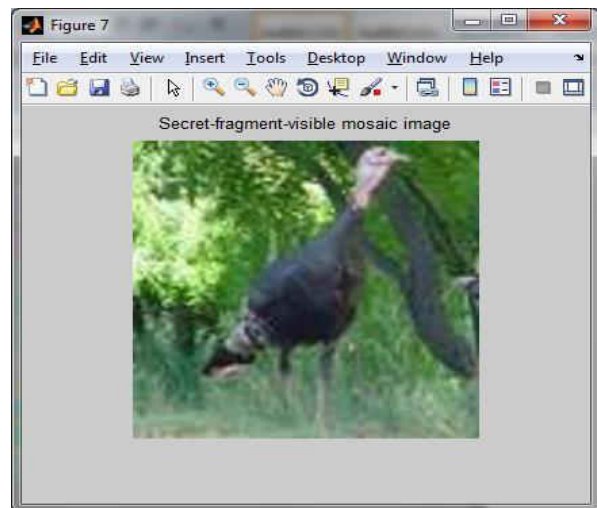 Figure 7
File Edit View Insert Tools Desktop Window Help
Secret-fragment-visible mosaic image